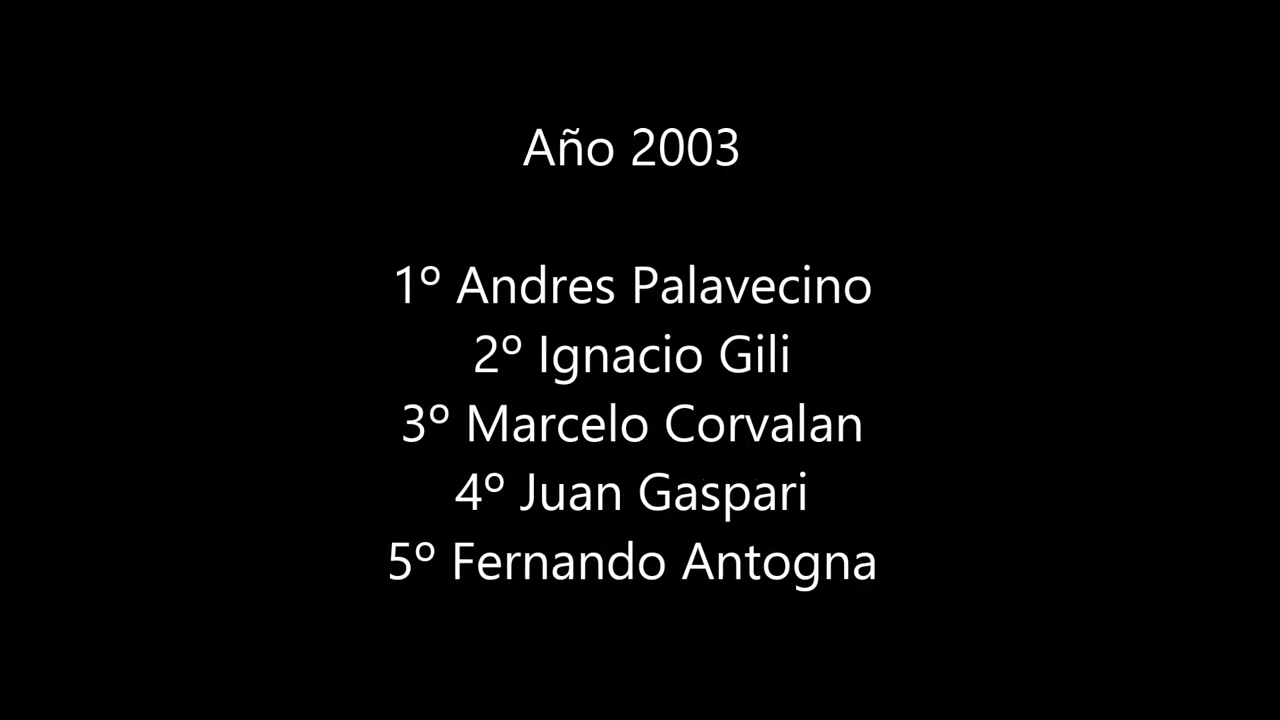 Año 2003
1º Andres Palavecino
2º Ignacio Gili
3º Marcelo Corvalan
4º Juan Gaspari
5º Fernando Antogna